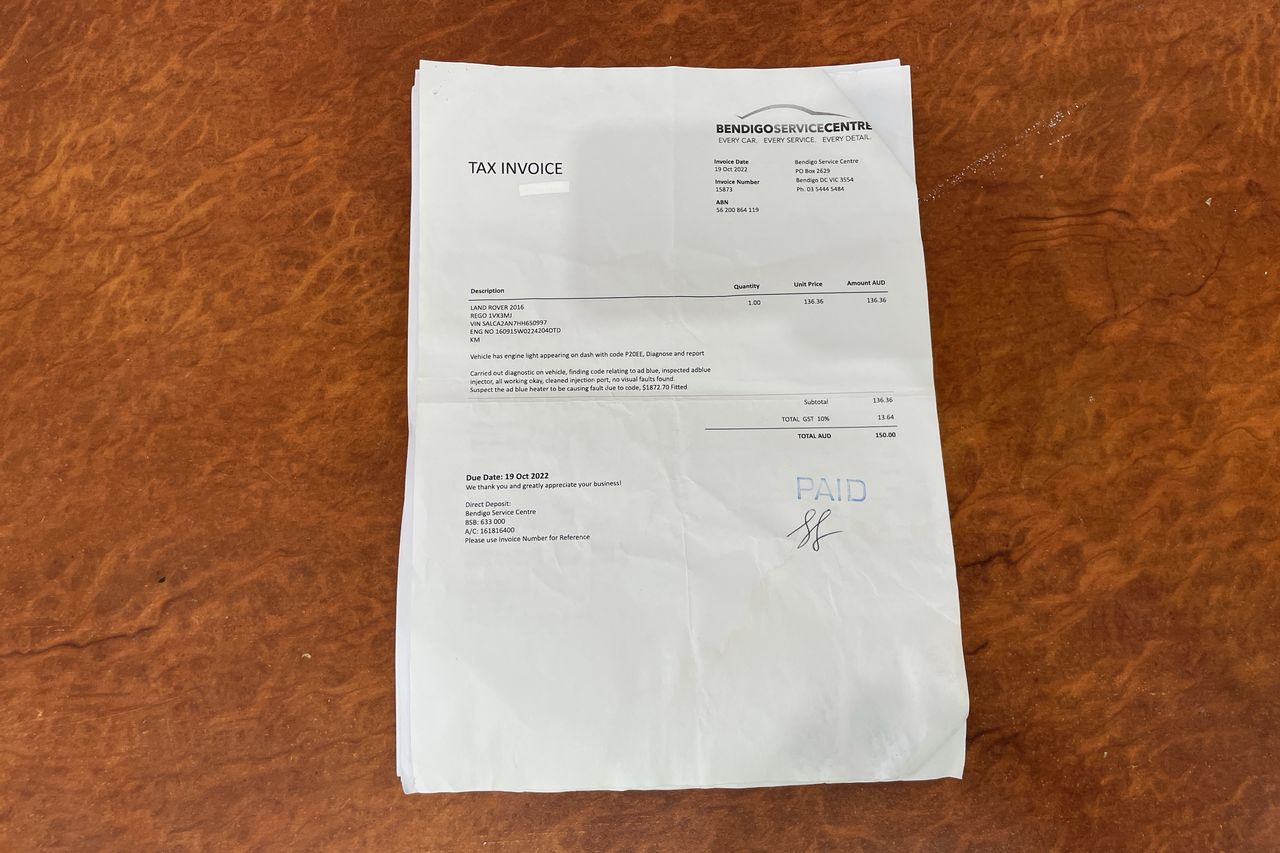 BENDIGOSERVICECENTRE
EVERY CAR. EVERY SERVICE. EVERY DETAIL.
TAX INVOICE
Invoice Date
19 Oct 2022
Invoice Number
15873
ABN
56 200 864 119
Bendigo Service Centre
PO Box 2629
Bendigo DC VIC 3554
Ph. 03 5444 5484
Description Quantity Unit Price Amount AUD
LAND ROVER 2016 1.00 136.36 136.36
REGO 1VX3MJ
VIN SALCA2AN7HH650997
ENG NO 160915W0224204DTD
KM
Vehicle has engine light appearing on dash with code P20EE, Diagnose and report
Carried out diagnostic on vehicle, finding code relating to ad blue, inspected adblue
injector, all working okay, cleaned injection port, no visual faults found.
Suspect the ad blue heater to be causing fault due to code, $1872.70 Fitted
Subtotal 136.36
TOTAL GST 10% 13.64
TOTAL AUD 150.00
Due Date: 19 Oct 2022
We thank you and greatly appreciate your business!
Direct Deposit:
Bendigo Service Centre
BSB: 633 000
A/C: 161816400
Please use Invoice Number for Reference
PAID